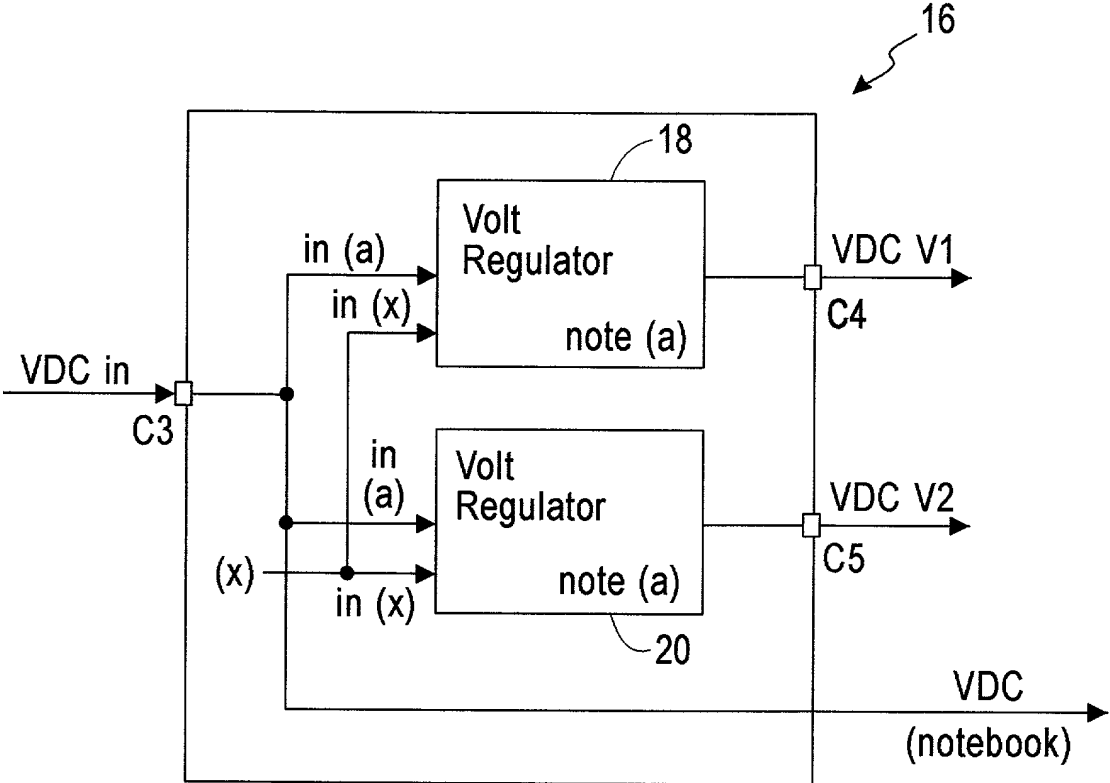 16
18
Volt
Regulator
note (a)
in (a)
in (x)
VDC V1
C4
VDC in
C3
Volt
Regulator
note (a)
in
(a)
(x)
in (x)
VDC V2
C5
20
VDC
(notebook)